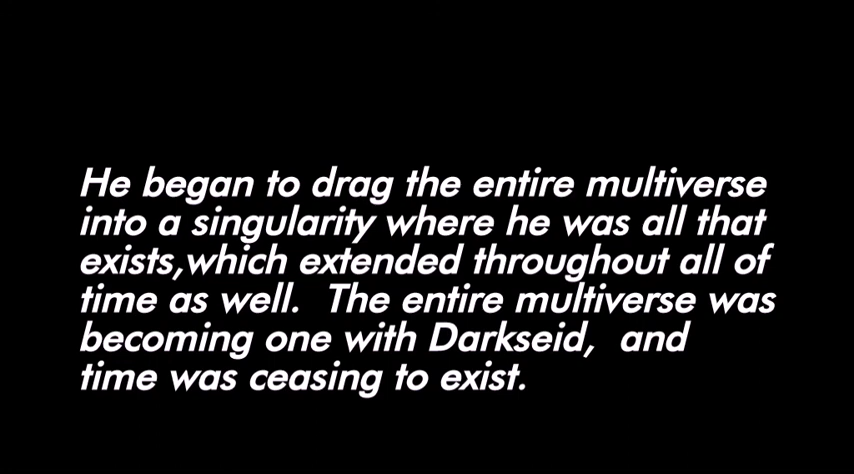 He began to drag the entire multiverse
into a singularity where he was all that
exists,which extended throughout all of
time as well.  The entire multiverse was
becoming one with Darkseid,  and
time was ceasing to exist.